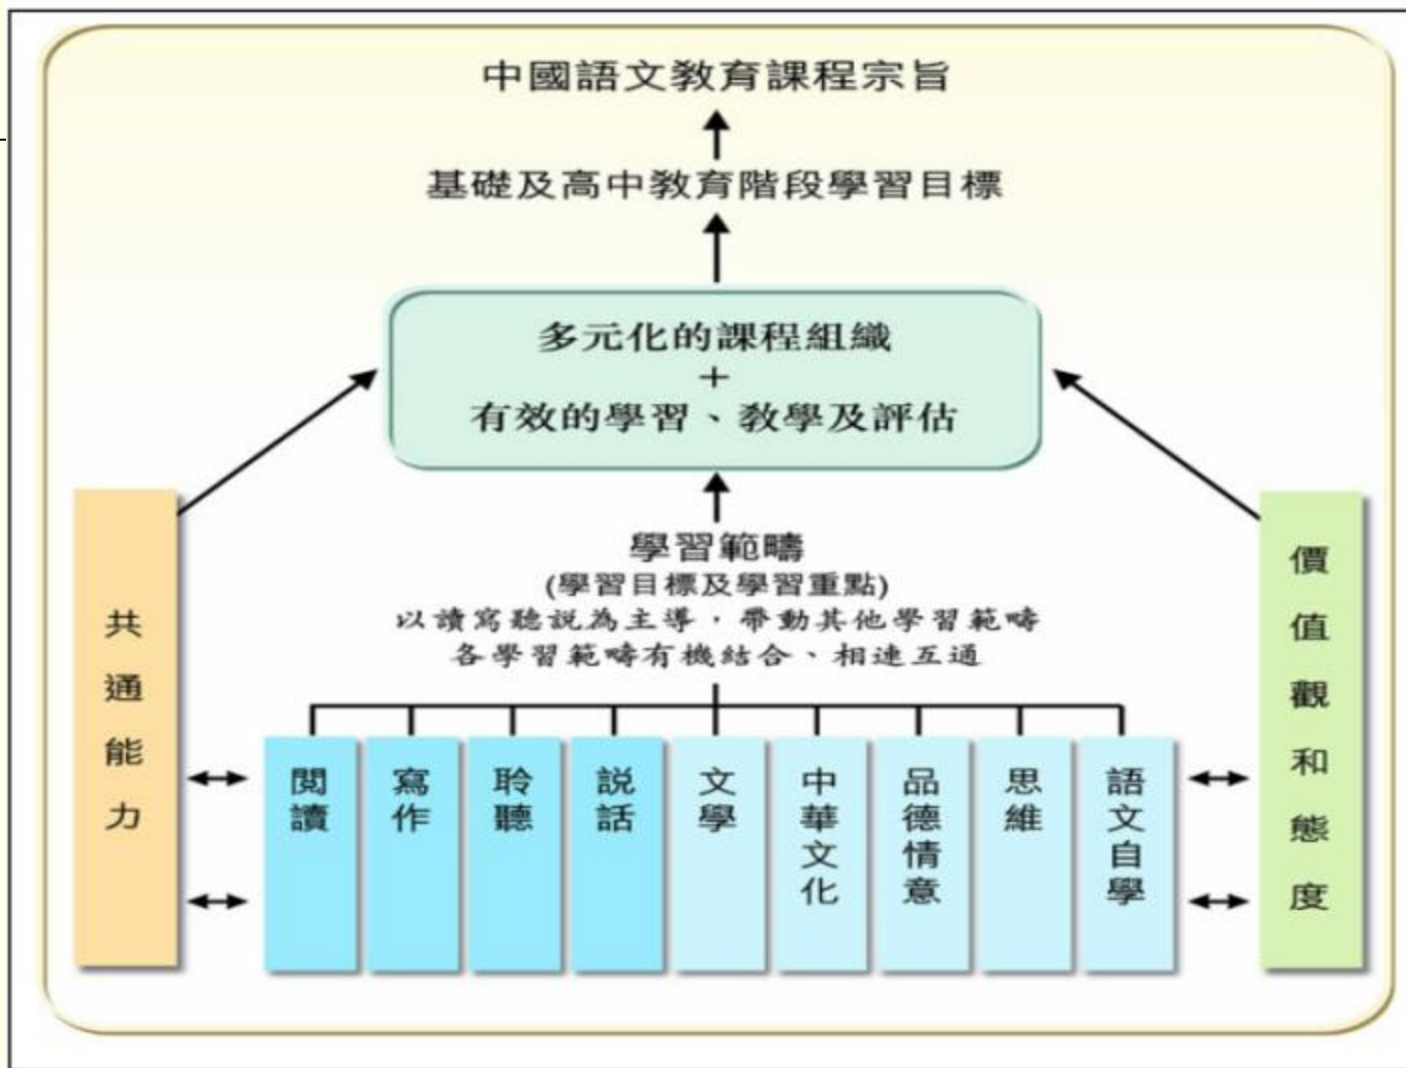 中國語文教育課程宗旨
基礎及高中教育階段學習目標
多元化的課程組織
+
有效的學習、教學及評估
學習範疇
(學習目標及學習重點)
以讀寫聽說為主導，帶動其他學習範疇
各學習範疇有機結合、相連互通
共通能力
閱讀
寫作
聆聽
說話
文學
中華文化
品德情意
思維
語文自學
價值觀和態度